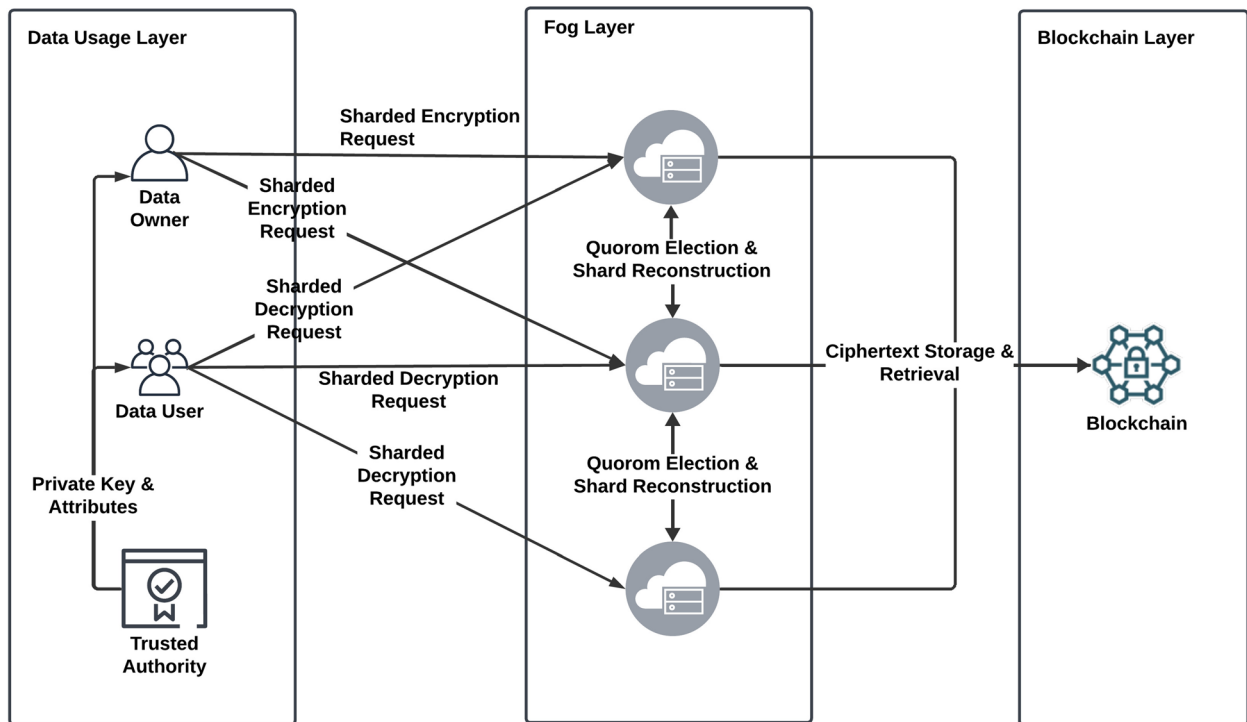 Data Usage Layer
Fog Layer
Blockchain Layer
Sharded Encryption
Request
Data
Owner
Sharded
Encryption
Request
Quorom Election &
Shard Reconstruction
Sharded
Decryption
Request
Data User
Sharded Decryption
Request
Ciphertext Storage &
Retrieval
Blockchain
Sharded
Decryption
Request
Quorom Election &
Shard Reconstruction
Private Key &
Attributes
Trusted
Authority